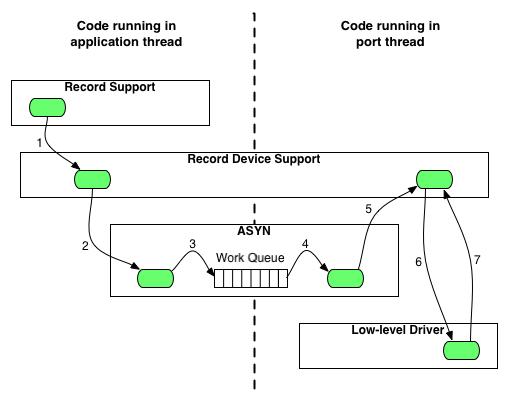 Code running in
application thread
Code running in
port thread
Record Support
1
Record Device Support
2
5
ASYN
3
Work Queue
4
6
7
Low-level Driver